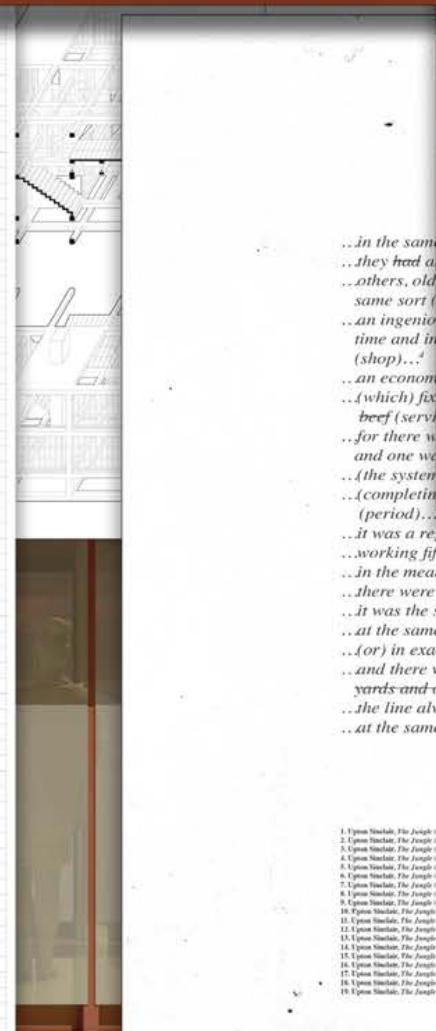 …in the same
…they ~~had~~ a
…others, old
same sort (
…an ingenio
time and in
(shop)…⁴
…an econom
…(which) fix
~~beef~~ (servi
…for there w
and one wa
…(the system
…(completin
(period)…
…it was a re
…working fif
…in the mea
…there were
…it was the s
…at the same
…(or) in exa
…and there w
~~yards and c~~
…the line alw
…at the same
1. Upton Sinclair, The Jungle (
2. Upton Sinclair, The Jungle (
3. Upton Sinclair, The Jungle (
4. Upton Sinclair, The Jungle (
5. Upton Sinclair, The Jungle (
6. Upton Sinclair, The Jungle (
7. Upton Sinclair, The Jungle (
8. Upton Sinclair, The Jungle (
9. Upton Sinclair, The Jungle (
10. Upton Sinclair, The Jungle
11. Upton Sinclair, The Jungle
12. Upton Sinclair, The Jungle
13. Upton Sinclair, The Jungle
14. Upton Sinclair, The Jungle
15. Upton Sinclair, The Jungle
16. Upton Sinclair, The Jungle
17. Upton Sinclair, The Jungle
18. Upton Sinclair, The Jungle
19. Upton Sinclair, The Jungle